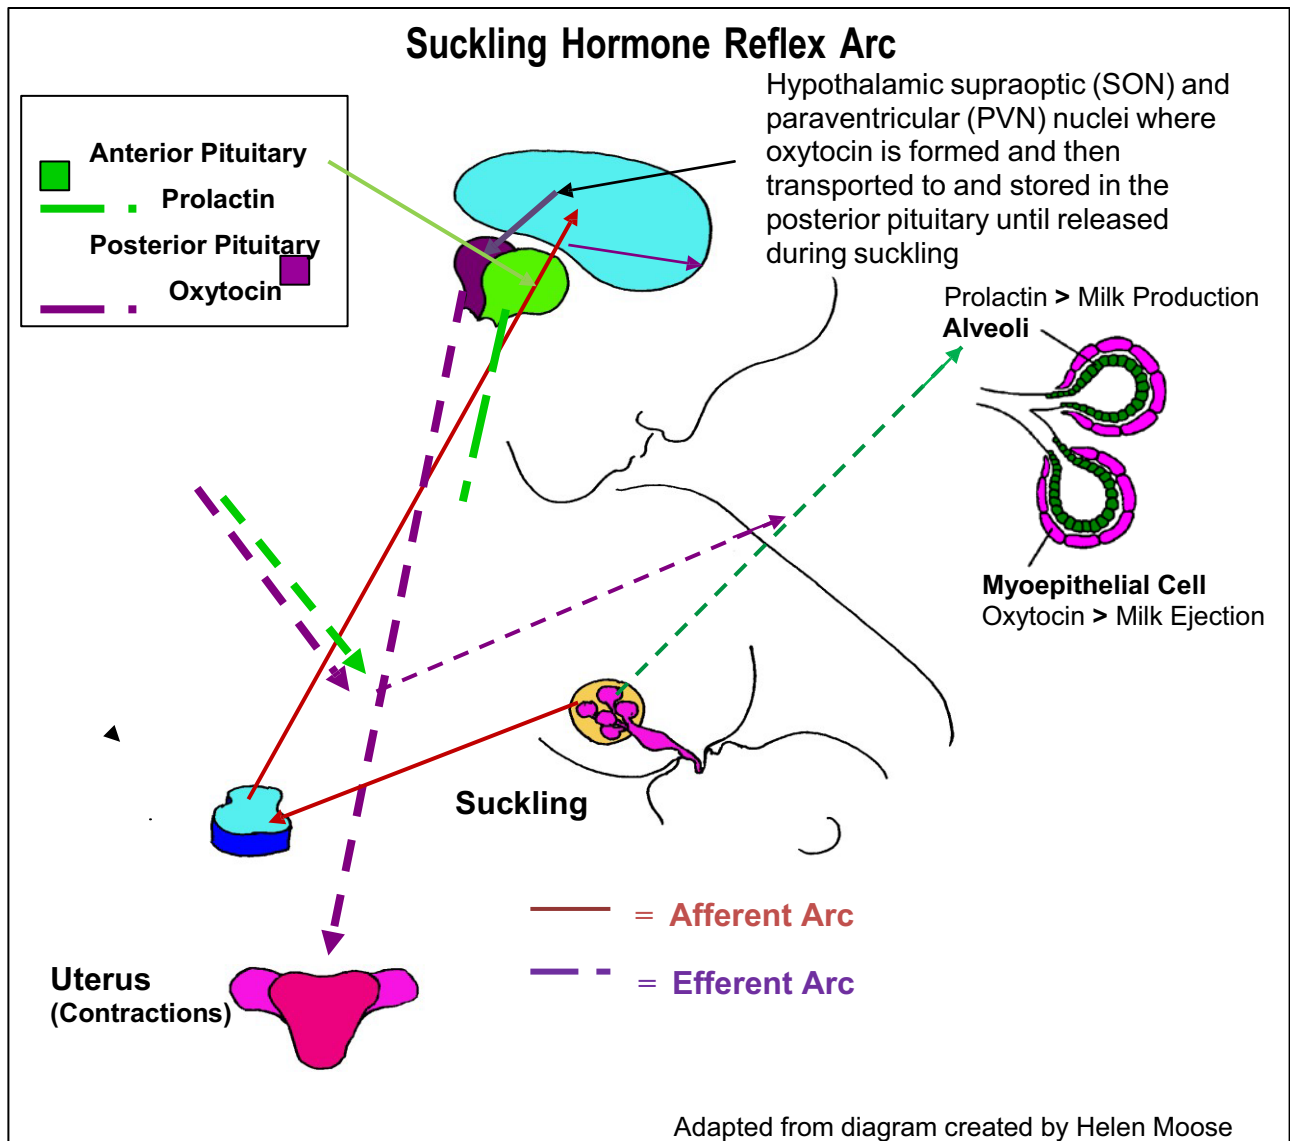 Suckling Hormone Reflex Arc
Anterior Pituitary
Prolactin
Posterior Pituitary
Oxytocin
Hypothalamic supraoptic (SON) and
paraventricular (PVN) nuclei where
oxytocin is formed and then
transported to and stored in the
posterior pituitary until released
during suckling
Prolactin > Milk Production
Alveoli
Myoepithelial Cell
Oxytocin > Milk Ejection
Suckling
= Afferent Arc
= Efferent Arc
Uterus
(Contractions)
Adapted from diagram created by Helen Moose